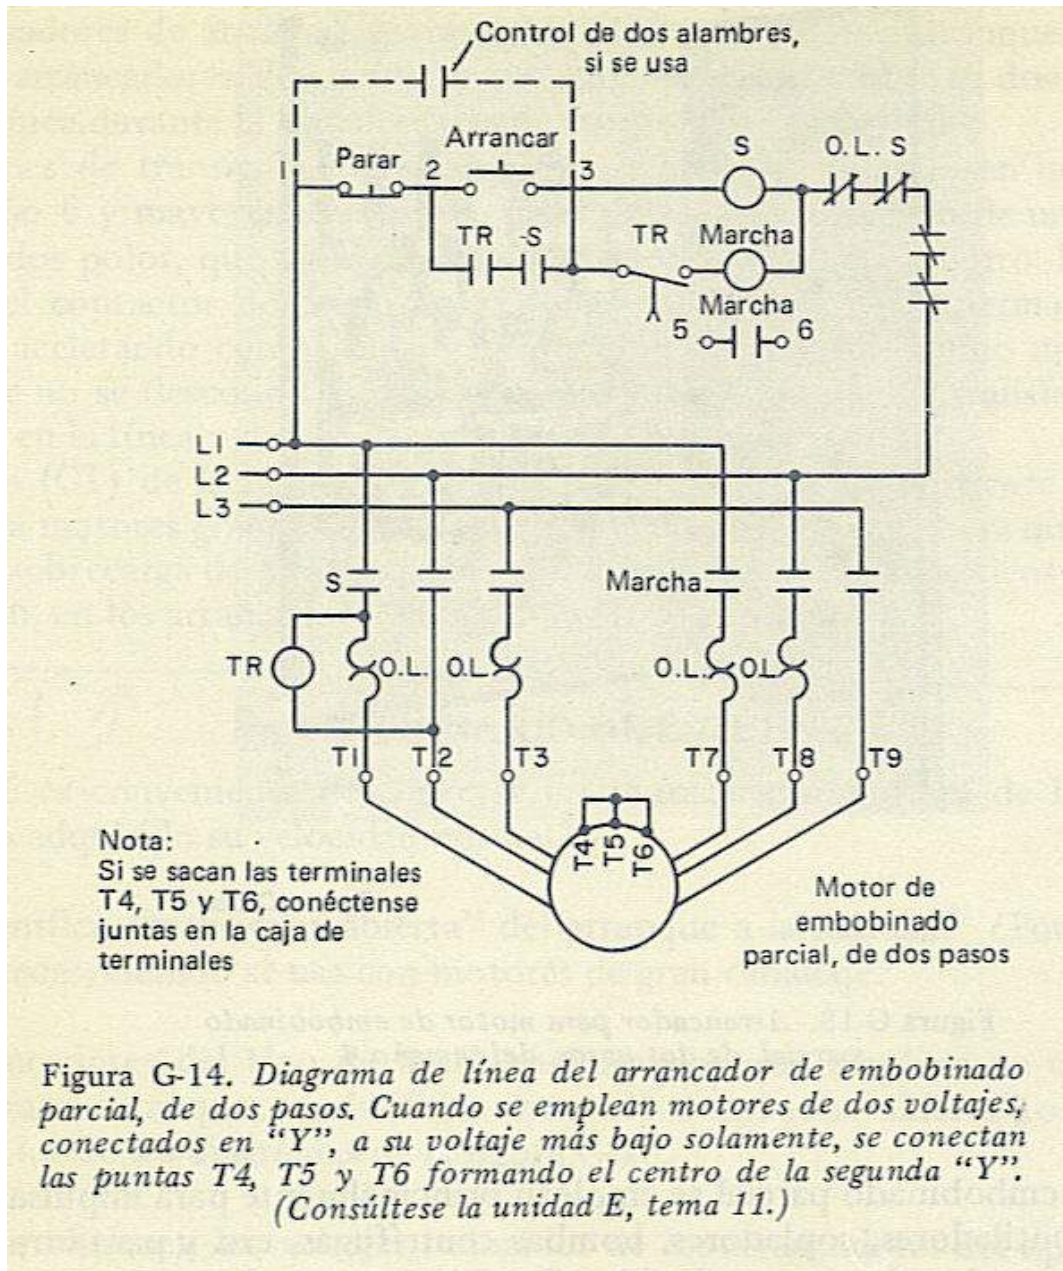 Control de dos alambres,
si se usa
Arrancar
Parar
1
2
3
S
O.L. S
TR
-S
TR
Marcha
Marcha
5
6
L1
L2
L3
S
Marcha
TR
O.L.
O.L
O.L.
O.L
T1
T2
T3
T7
T8
T9
T4
T5
T6
Nota:
Si se sacan las terminales
T4, T5 y T6, conéctense
juntas en la caja de
terminales
Motor de
embobinado
parcial, de dos pasos
Figura G-14. Diagrama de línea del arrancador de embobinado
parcial, de dos pasos. Cuando se emplean motores de dos voltajes,
conectados en “Y”, a su voltaje más bajo solamente, se conectan
las puntas T4, T5 y T6 formando el centro de la segunda “Y”.
(Consúltese la unidad E, tema 11.)